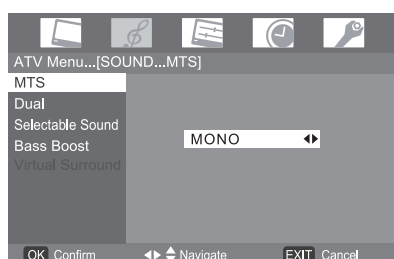 ATV Menu...[SOUND...MTS]
MTS
Dual
Selectable Sound
Bass Boost
Virtual Surround
MONO
OK Confirm
Navigate
EXIT Cancel